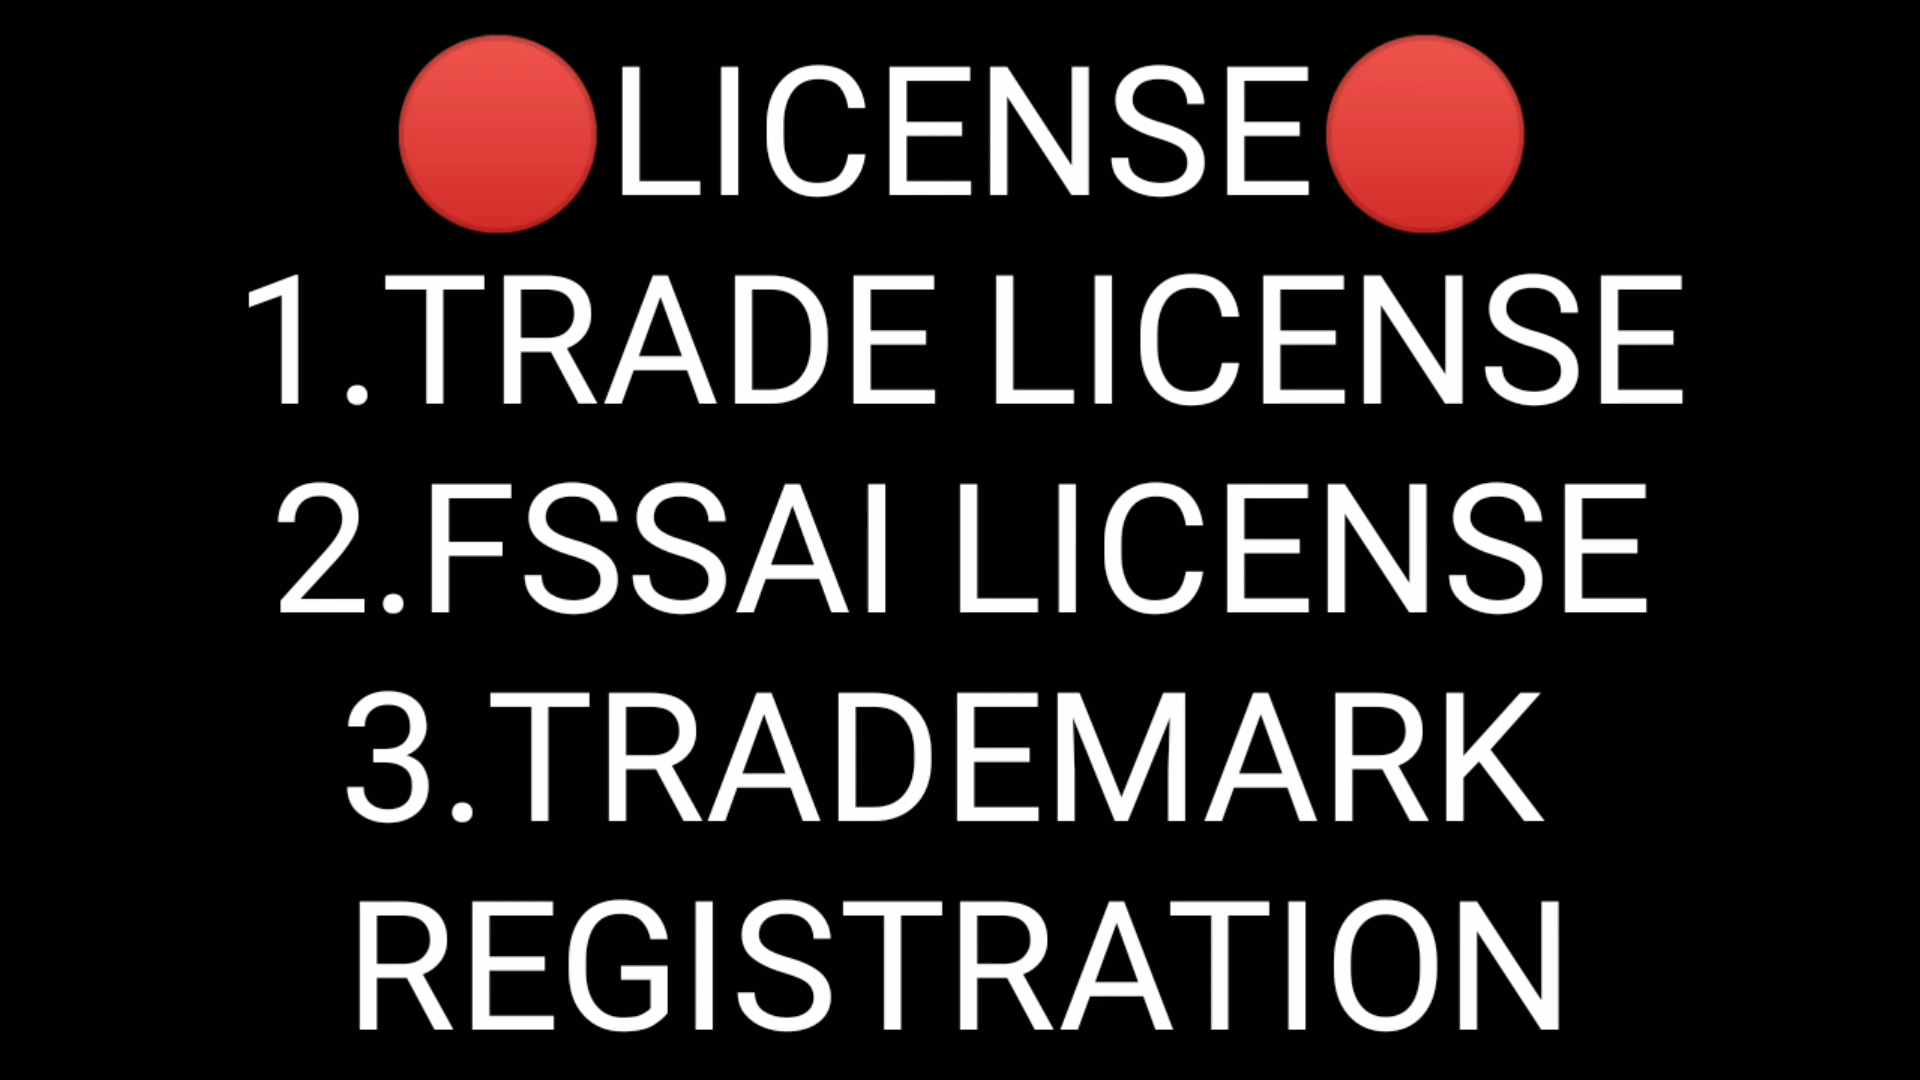 🔴LICENSE🔴
1.TRADE LICENSE
2.FSSAI LICENSE
3.TRADEMARK
REGISTRATION